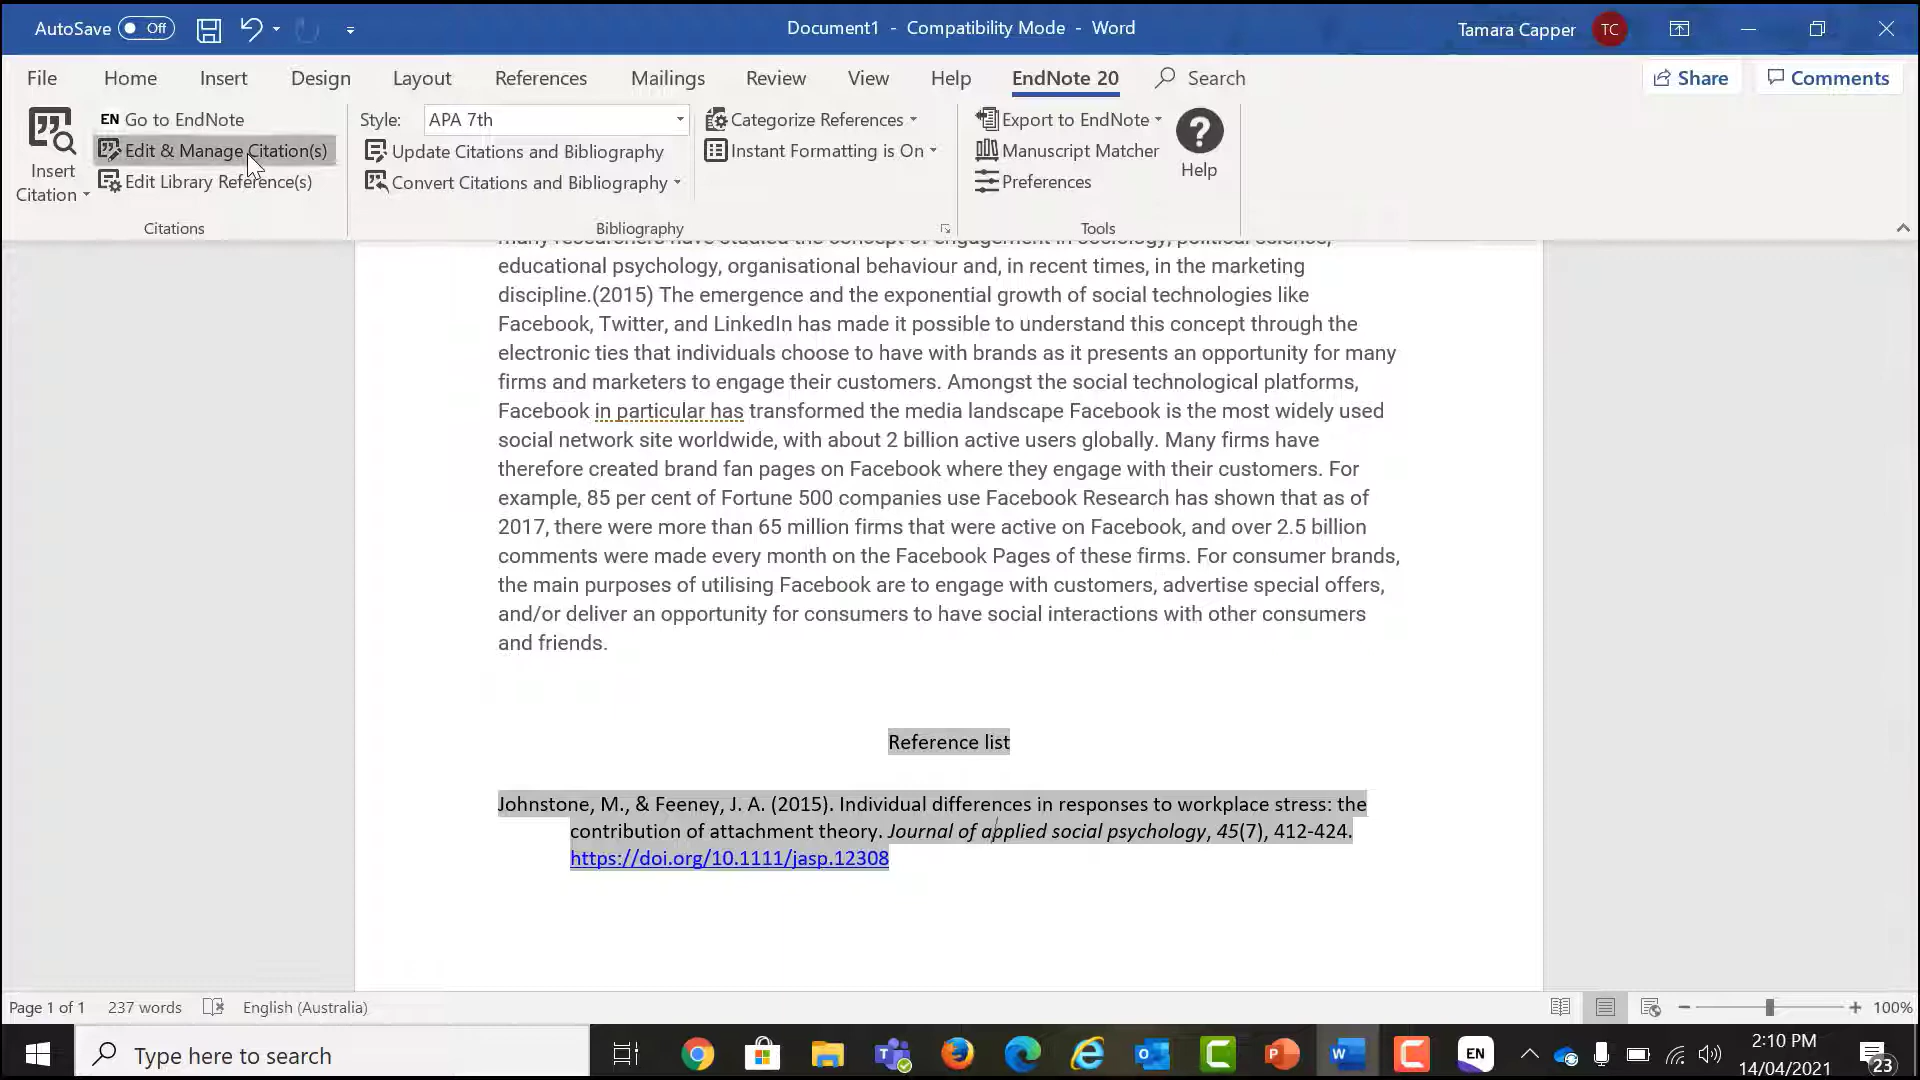 AutoSave Off
Document1 - Compatibility Mode - Word
Tamara Capper TC
File Home Insert Design Layout References Mailings Review View Help EndNote 20 Search
Share Comments
Insert Citation
EN Go to EndNote
Edit & Manage Citation(s)
Edit Library Reference(s)
Citations
Style: APA 7th
Update Citations and Bibliography
Convert Citations and Bibliography
Categorize References
Instant Formatting is On
Bibliography
Export to EndNote
Manuscript Matcher
Preferences
Tools
Help
many researchers have studied the concept of engagement in sociology, political science,
educational psychology, organisational behaviour and, in recent times, in the marketing
discipline.(2015) The emergence and the exponential growth of social technologies like
Facebook, Twitter, and LinkedIn has made it possible to understand this concept through the
electronic ties that individuals choose to have with brands as it presents an opportunity for many
firms and marketers to engage their customers. Amongst the social technological platforms,
Facebook in particular has transformed the media landscape Facebook is the most widely used
social network site worldwide, with about 2 billion active users globally. Many firms have
therefore created brand fan pages on Facebook where they engage with their customers. For
example, 85 per cent of Fortune 500 companies use Facebook Research has shown that as of
2017, there were more than 65 million firms that were active on Facebook, and over 2.5 billion
comments were made every month on the Facebook Pages of these firms. For consumer brands,
the main purposes of utilising Facebook are to engage with customers, advertise special offers,
and/or deliver an opportunity for consumers to have social interactions with other consumers
and friends.
Reference list
Johnstone, M., & Feeney, J. A. (2015). Individual differences in responses to workplace stress: the
contribution of attachment theory. Journal of applied social psychology, 45(7), 412-424.
https://doi.org/10.1111/jasp.12308
Page 1 of 1 237 words English (Australia)
100%
Type here to search
EN
2:10 PM
14/04/2021
23